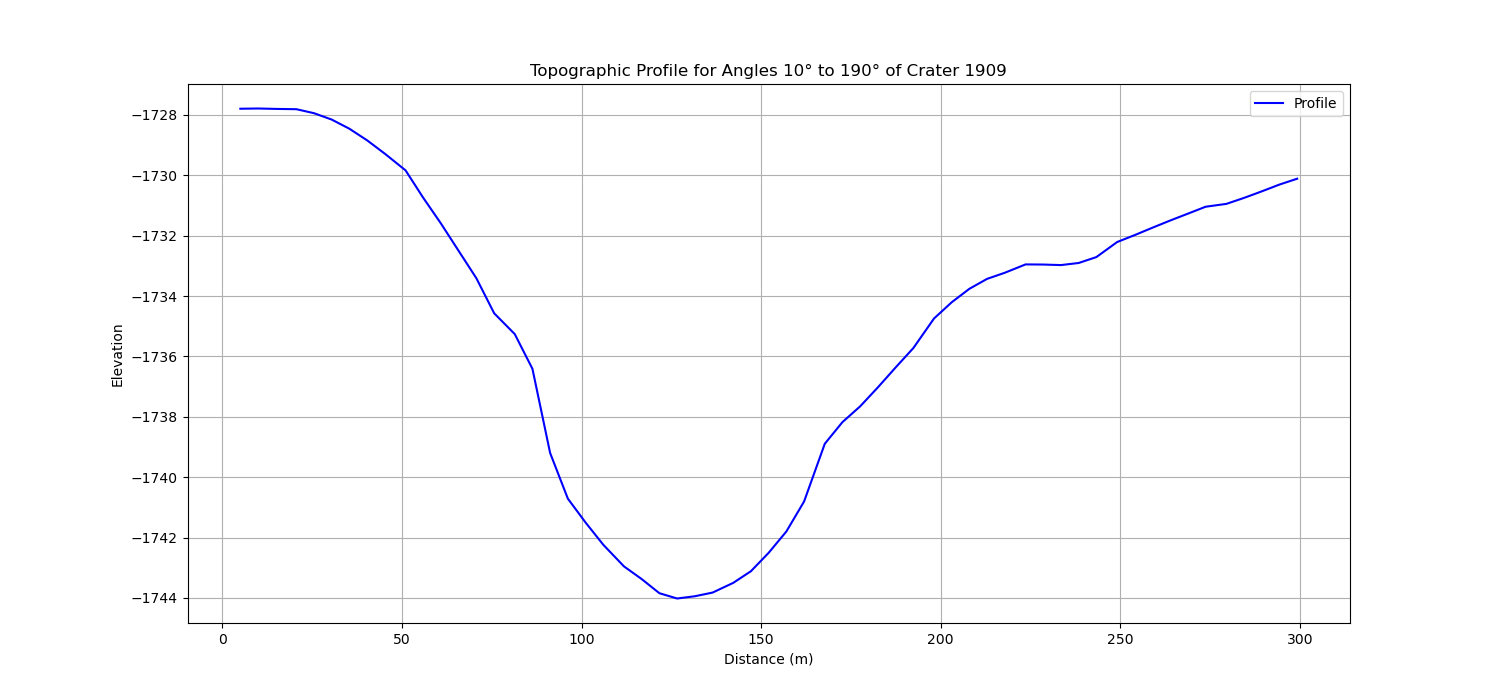 Topographic Profile for Angles 10° to 190° of Crater 1909
Profile
−1728
−1730
−1732
−1734
−1736
−1738
−1740
−1742
−1744
Elevation
0 50 100 150 200 250 300
Distance (m)